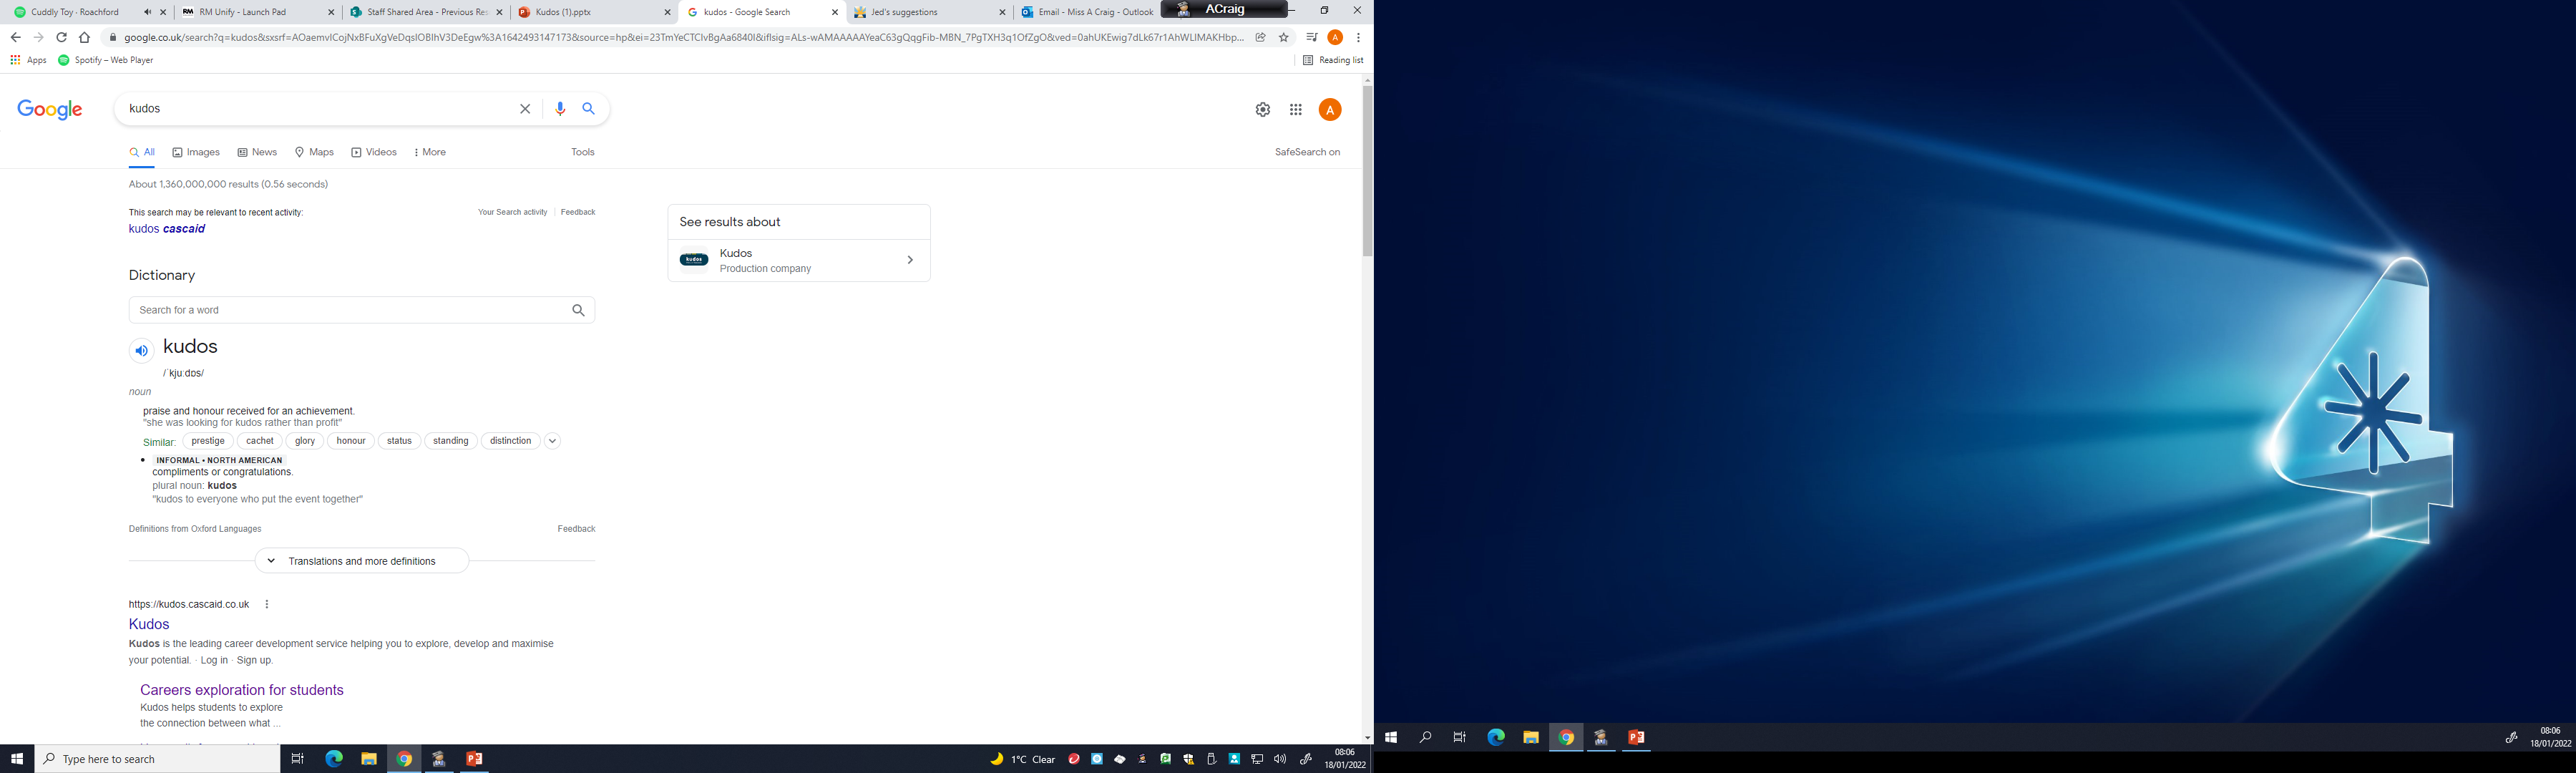 Cuddly Toy · Roachford
RM Unify - Launch Pad
Staff Shared Area - Previous Res
Kudos (1).pptx
kudos - Google Search
Jed's suggestions
Email - Miss A Craig - Outlook
ACraig
Apps
Spotify – Web Player
Reading list
Google
kudos
A
All
Images
News
Maps
Videos
More
Tools
SafeSearch on
About 1,360,000,000 results (0.56 seconds)
This search may be relevant to recent activity:
Your Search activity
Feedback
kudos cascaid
See results about
Kudos
Production company
Dictionary
Search for a word
kudos
/ˈkjuːdɒs/
noun
praise and honour received for an achievement.
"she was looking for kudos rather than profit"
Similar: prestige cachet glory honour status standing distinction
INFORMAL • NORTH AMERICAN
compliments or congratulations.
plural noun: kudos
"kudos to everyone who put the event together"
Definitions from Oxford Languages
Feedback
Translations and more definitions
https://kudos.cascaid.co.uk
Kudos
Kudos is the leading career development service helping you to explore, develop and maximise
your potential. · Log in · Sign up.
Careers exploration for students
Kudos helps students to explore
the connection between what ...
Type here to search
1°C Clear
08:06
18/01/2022
08:06
18/01/2022